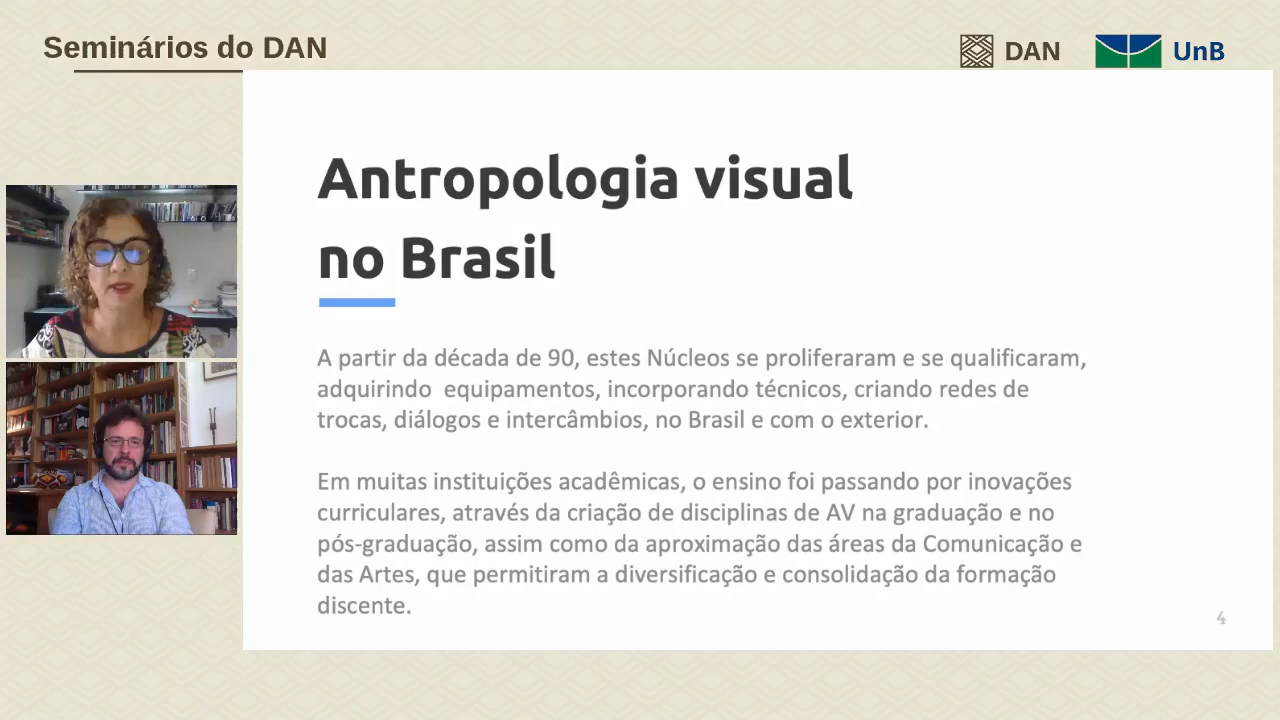 Seminários do DAN
DAN
UnB
Antropologia visual
no Brasil
A partir da década de 90, estes Núcleos se proliferaram e se qualificaram,
adquirindo  equipamentos, incorporando técnicos, criando redes de
trocas, diálogos e intercâmbios, no Brasil e com o exterior.
Em muitas instituições acadêmicas, o ensino foi passando por inovações
curriculares, através da criação de disciplinas de AV na graduação e no
pós-graduação, assim como da aproximação das áreas da Comunicação e
das Artes, que permitiram a diversificação e consolidação da formação
discente.
4